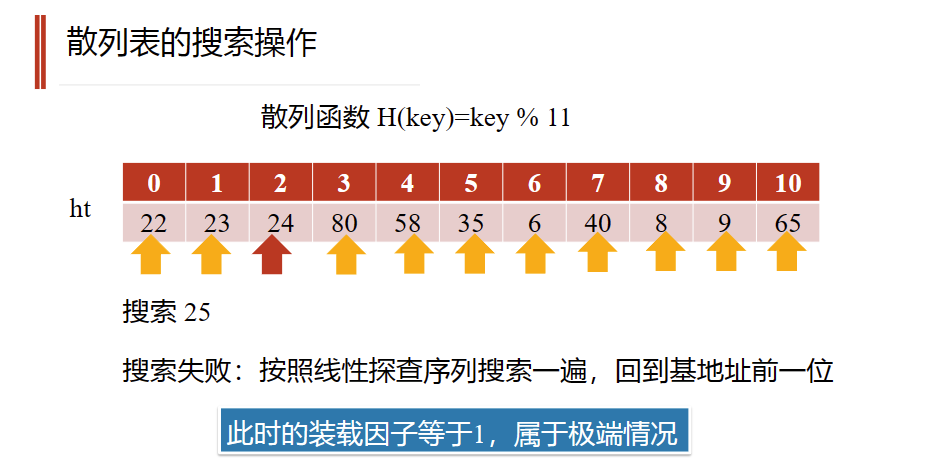 散列表的搜索操作
散列函数 H(key)=key % 11
0 1 2 3 4 5 6 7 8 9 10
ht 22 23 24 80 58 35 6 40 8 9 65
搜索 25
搜索失败：按照线性探查序列搜索一遍，回到基地址前一位
此时的装载因子等于1，属于极端情况